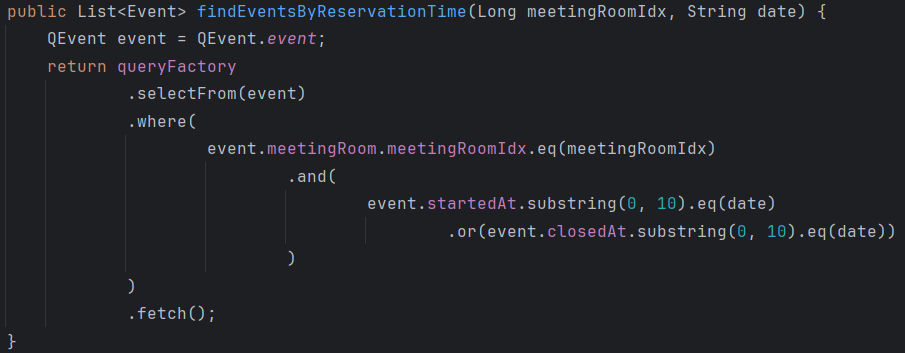 public List<Event> findEventsByReservationTime(Long meetingRoomIdx, String date) {
    QEvent event = QEvent.event;
    return queryFactory
            .selectFrom(event)
            .where(
                    event.meetingRoom.meetingRoomIdx.eq(meetingRoomIdx)
                            .and(
                                    event.startedAt.substring(0, 10).eq(date)
                                            .or(event.closedAt.substring(0, 10).eq(date))
                            )
            )
            .fetch();
}